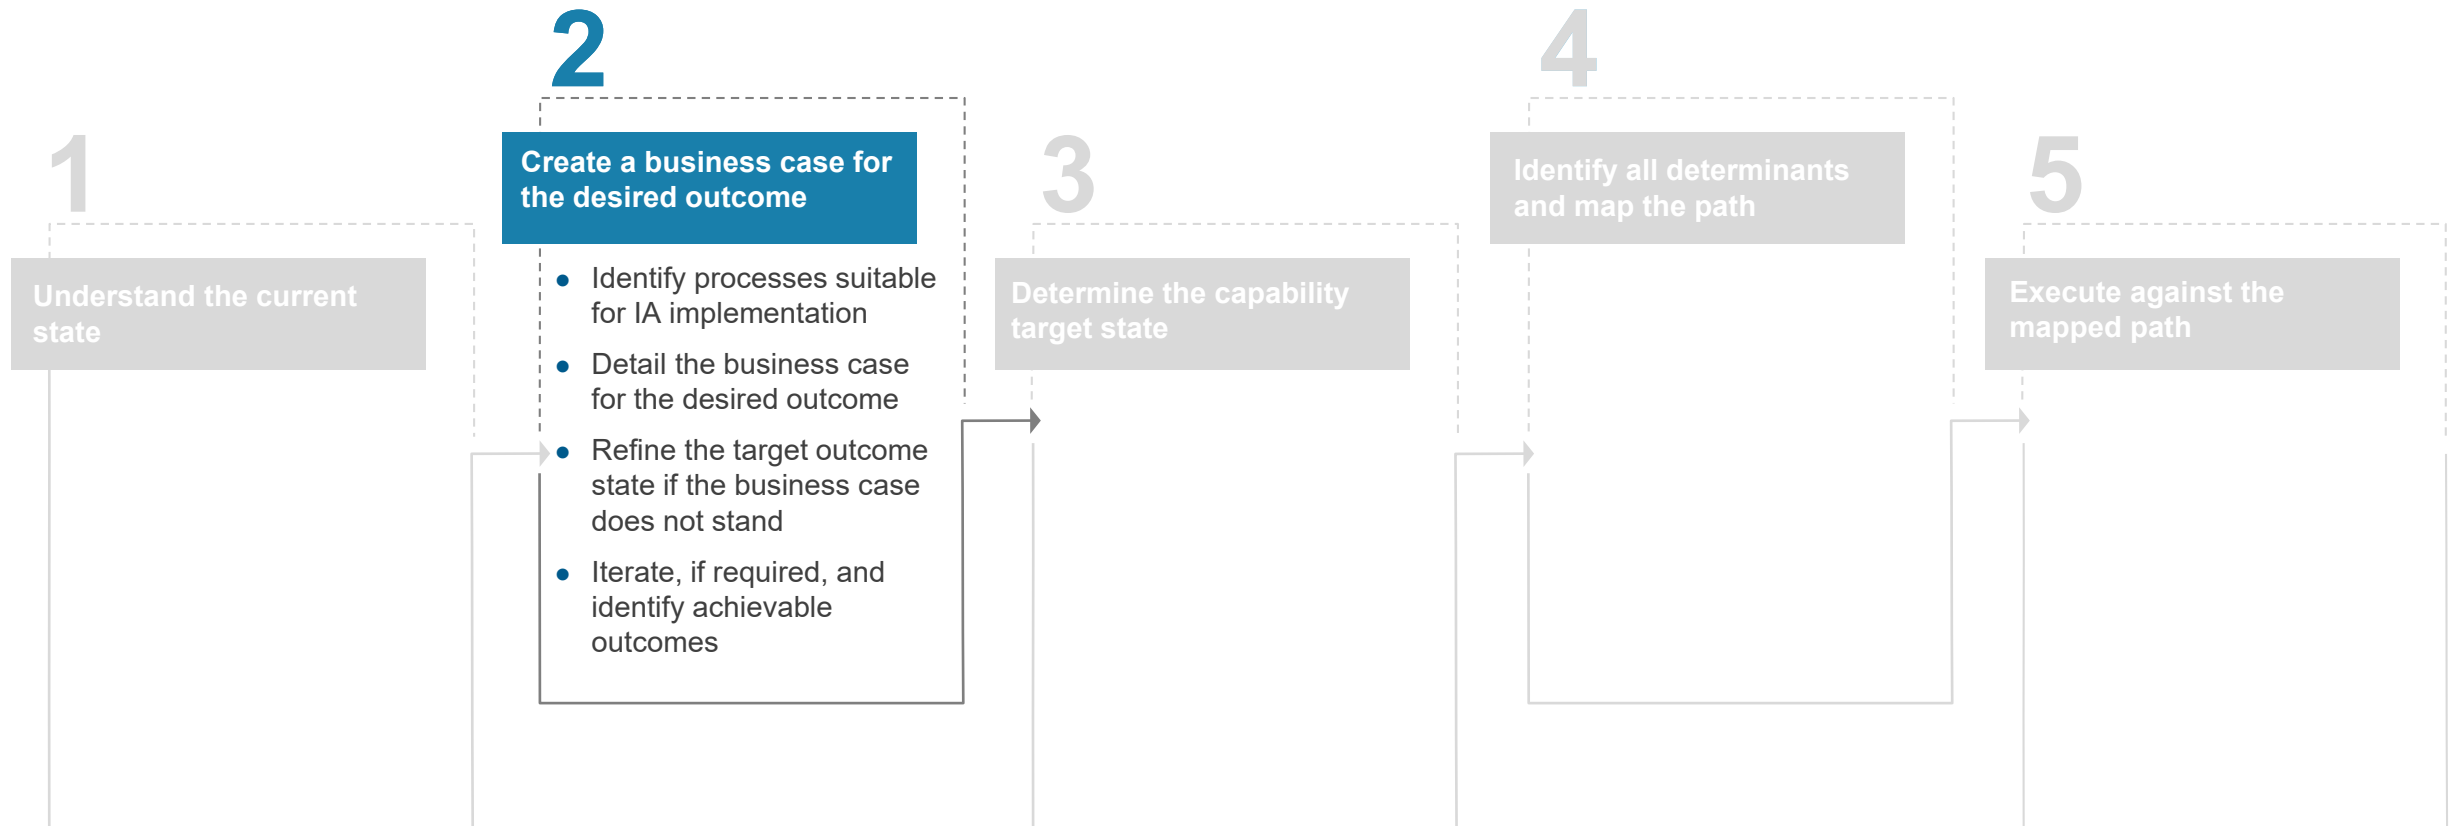 1
Understand the current
state
2
Create a business case for
the desired outcome
● Identify processes suitable
for IA implementation
● Detail the business case
for the desired outcome
● Refine the target outcome
state if the business case
does not stand
● Iterate, if required, and
identify achievable
outcomes
3
Determine the capability
target state
4
Identify all determinants
and map the path
5
Execute against the
mapped path